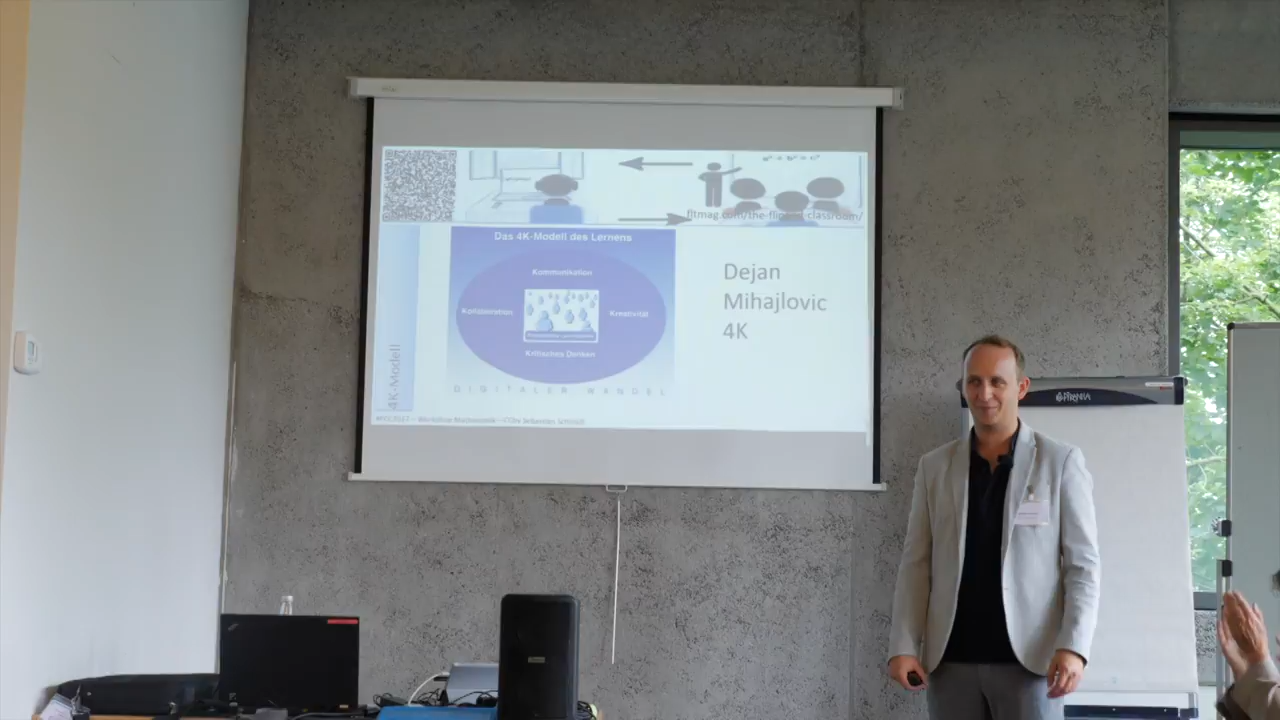 fitmag.com/the-flipped-classroom/
Das 4K-Modell des Lernens
Kommunikation
Kollaboration
Kreativität
Kritisches Denken
DIGITALER WANDEL
4K-Modell
Dejan
Mihajlovic
4K